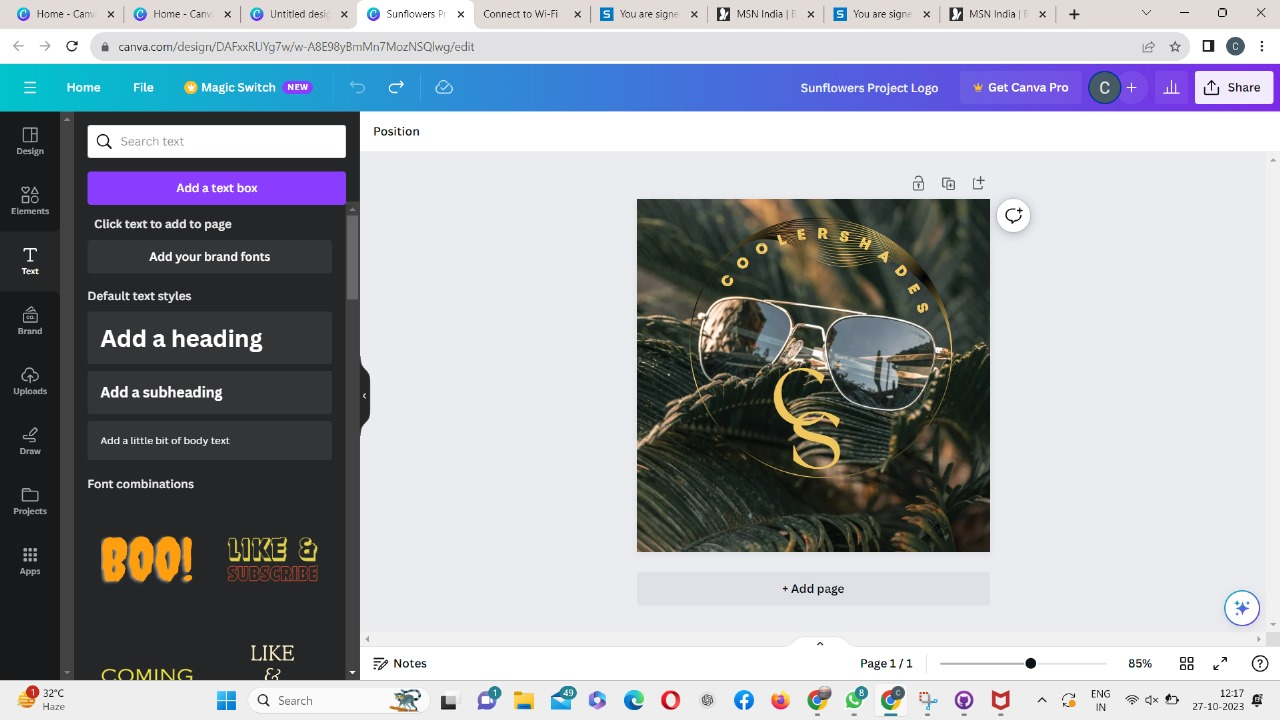 Home - Canva
Home - Canva
Untitled desig
Sunflowers Pr
Connect to Wi-Fi
You are signe
MSN India | B
You are signe
MSN India | B
canva.com/design/DAFxxRUYg7w/w-A8E98yBmMn7MozNSQlwg/edit
C
Home
File
Magic Switch NEW
Sunflowers Project Logo
Get Canva Pro
C
Share
Design
Elements
Text
Brand
Uploads
Draw
Projects
Apps
Search text
Add a text box
Click text to add to page
Add your brand fonts
Default text styles
Add a heading
Add a subheading
Add a little bit of body text
Font combinations
BOO!
LIKE &
SUBSCRIBE
COMING
LIKE
&
Position
COOLERSHADES
CS
+ Add page
Notes
Page 1 / 1
85%
1
32°C
Haze
Search
1
49
8
C
ENG
IN
12:17
27-10-2023